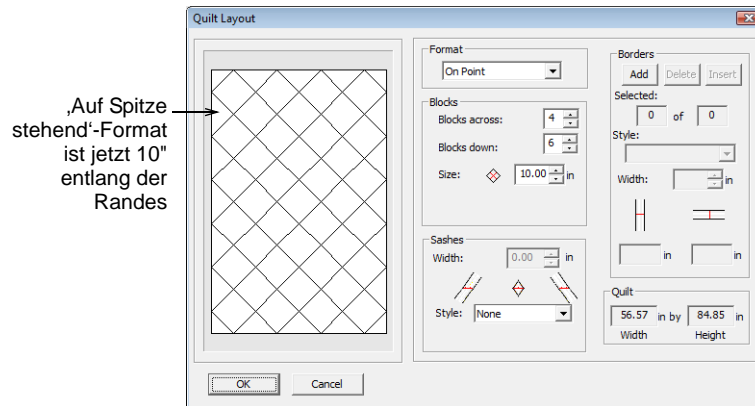 Quilt Layout
‚Auf Spitze
stehend‘-Format
ist jetzt 10"
entlang der
Randes
Format
On Point
Blocks
Blocks across: 4
Blocks down: 6
Size: 10.00 in
Sashes
Width: 0.00 in
Style: None
Borders
Add Delete Insert
Selected:
0 of 0
Style:
Width: in
in in
Quilt
56.57 in by 84.85 in
Width Height
OK Cancel